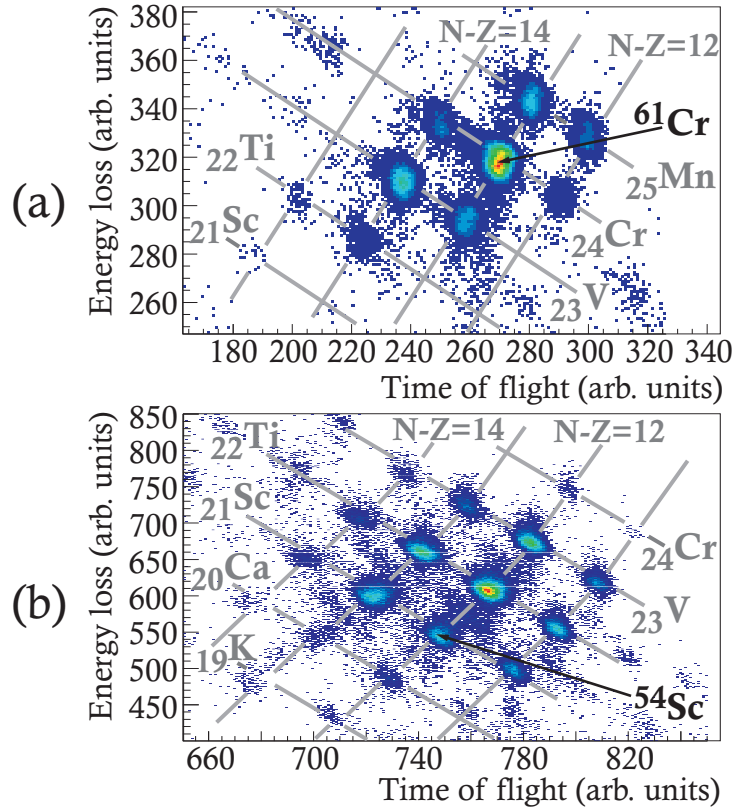 (a)
Energy loss (arb. units)
380
360
340
320
300
280
260
N-Z=14
N-Z=12
₂₂Ti
₂₁Sc
⁶¹Cr
₂₅Mn
₂₄Cr
₂₃V
180 200 220 240 260 280 300 320 340
Time of flight (arb. units)
(b)
Energy loss (arb. units)
850
800
750
700
650
600
550
500
450
N-Z=14
N-Z=12
₂₂Ti
₂₁Sc
₂₀Ca
₁₉K
₂₄Cr
₂₃V
⁵⁴Sc
660 700 740 780 820
Time of flight (arb. units)